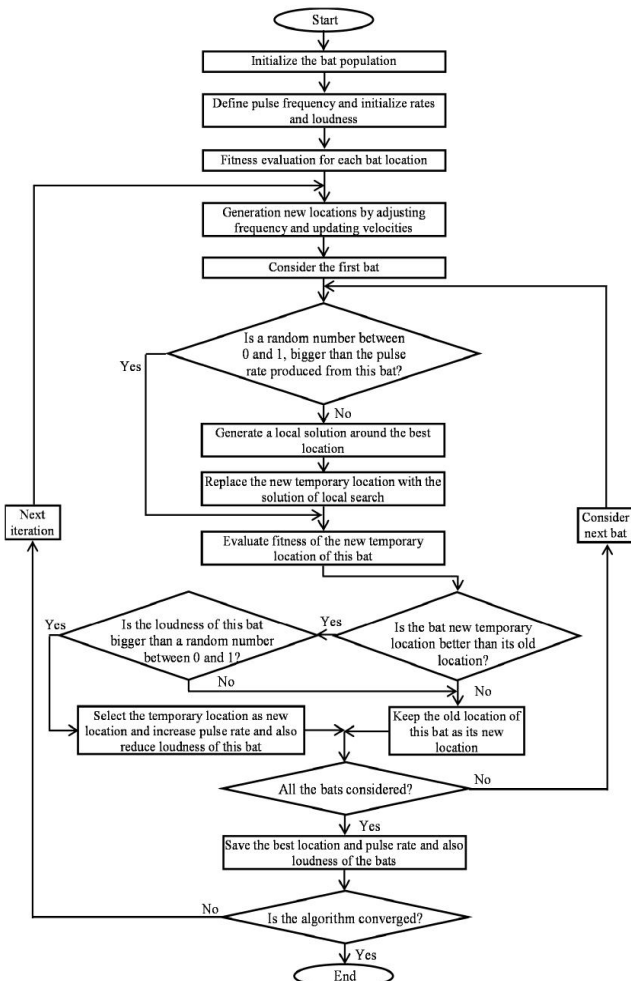 Start
Initialize the bat population
Define pulse frequency and initialize rates
and loudness
Fitness evaluation for each bat location
Generation new locations by adjusting
frequency and updating velocities
Consider the first bat
Is a random number between
0 and 1, bigger than the pulse
rate produced from this bat?
Yes
No
Generate a local solution around the best
location
Replace the new temporary location with the
solution of local search
Next
iteration
Consider
next bat
Evaluate fitness of the new temporary
location of this bat
Yes
Is the loudness of this bat
bigger than a random number
between 0 and 1?
Yes
Is the bat new temporary
location better than its old
location?
No
No
Select the temporary location as new
location and increase pulse rate and also
reduce loudness of this bat
Keep the old location of
this bat as its new
location
All the bats considered?
No
Yes
Save the best location and pulse rate and also
loudness of the bats
No
Is the algorithm converged?
Yes
End